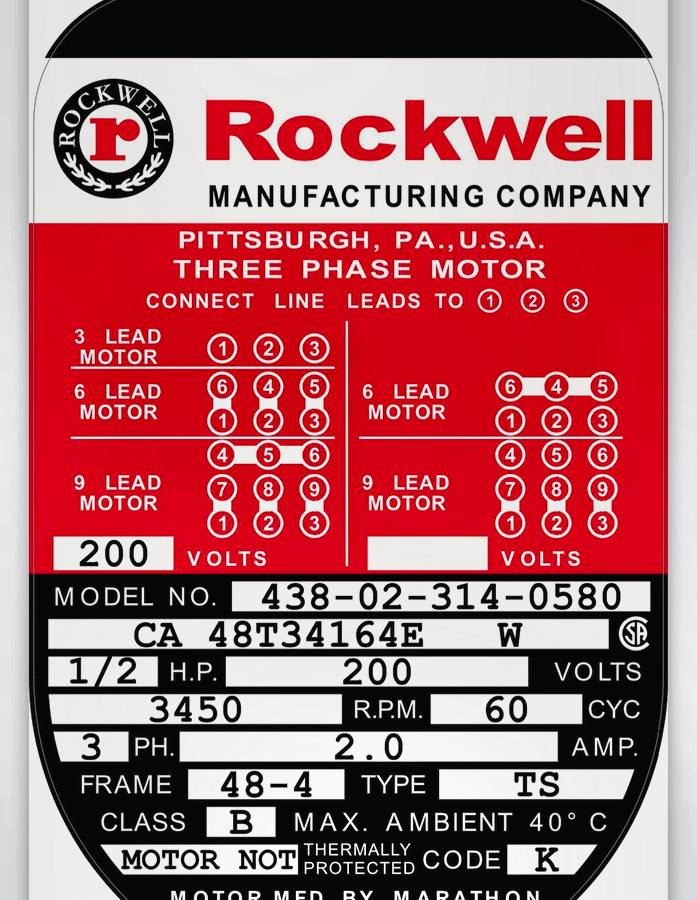 ROCKWELL
r
Rockwell
MANUFACTURING COMPANY
PITTSBURGH, PA.,U.S.A.
THREE PHASE MOTOR
CONNECT LINE LEADS TO 1 2 3
3 LEAD
MOTOR
1 2 3
6 LEAD
MOTOR
6 4 5
1 2 3
9 LEAD
MOTOR
4 5 6
7 8 9
1 2 3
200 VOLTS
6 LEAD
MOTOR
6 4 5
1 2 3
9 LEAD
MOTOR
4 5 6
7 8 9
1 2 3
VOLTS
MODEL NO. 438-02-314-0580
CA 48T34164E W SA
1/2 H.P. 200 VOLTS
3450 R.P.M. 60 CYC
3 PH. 2.0 AMP.
FRAME 48-4 TYPE TS
CLASS B MAX. AMBIENT 40° C
MOTOR NOT THERMALLY PROTECTED CODE K
MOTOR MFD. BY MARATHON